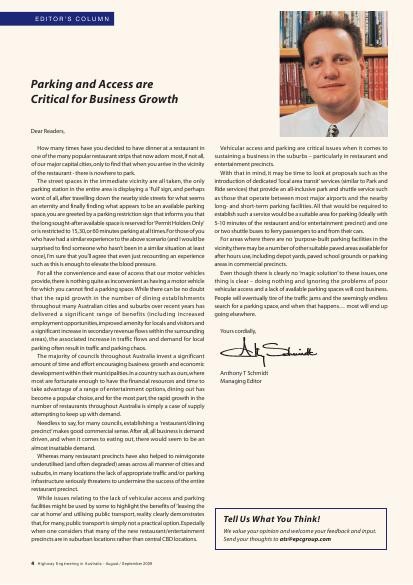 EDITOR'S COLUMN
Parking and Access are
Critical for Business Growth
Dear Readers,
How many times have you decided to have dinner at a restaurant in
one of the many popular restaurant strips that now adorn most, if not all,
of our major capital cities, only to find that when you arrive in the vicinity
of the restaurant - there is nowhere to park.
The street spaces in the immediate vicinity are all taken, the only
parking station in the entire area is displaying a 'full' sign, and perhaps
worst of all, after travelling down the nearby side streets for what seems
an eternity and finally finding what appears to be an available parking
space, you are greeted by a parking restriction sign that informs you that
the long sought-after available space is reserved for 'Permit Holders Only'
or is restricted to 15, 30, or 60 minutes parking at all times. For those of you
who have had a similar experience to the above scenario (and I would be
surprised to find someone who hasn't been in a similar situation at least
once), I'm sure that you'll agree that even just recounting an experience
such as this is enough to elevate the blood pressure.
For all the convenience and ease of access that our motor vehicles
provide, there is nothing quite as inconvenient as having a motor vehicle
for which you cannot find a parking space. While there can be no doubt
that the rapid growth in the number of dining establishments
throughout many Australian cities and suburbs over recent years has
delivered a significant range of benefits (including increased
employment opportunities, improved amenity for locals and visitors and
a significant increase in secondary revenue flows within the surrounding
areas), the associated increase in traffic flows and demand for local
parking often result in traffic and parking chaos.
The majority of councils throughout Australia invest a significant
amount of time and effort encouraging business growth and economic
development within their municipalities. In a country such as ours, where
most are fortunate enough to have the financial resources and time to
take advantage of a range of entertainment options, dining out has
become a popular choice, and for the most part, the rapid growth in the
number of restaurants throughout Australia is simply a case of supply
attempting to keep up with demand.
Needless to say, for many councils, establishing a 'restaurant/dining
precinct' makes good commercial sense. After all, all business is demand
driven, and when it comes to eating out, there would seem to be an
almost insatiable demand.
Whereas many restaurant precincts have also helped to reinvigorate
underutilised (and often degraded) areas across all manner of cities and
suburbs, in many locations the lack of appropriate traffic and/or parking
infrastructure seriously threatens to undermine the success of the entire
restaurant precinct.
While issues relating to the lack of vehicular access and parking
facilities might be used by some to highlight the benefits of 'leaving the
car at home' and utilising public transport, reality clearly demonstrates
that, for many, public transport is simply not a practical option. Especially
when one considers that many of the new restaurant/entertainment
precincts are in suburban locations rather than central CBD locations.
Vehicular access and parking are critical issues when it comes to
sustaining a business in the suburbs – particularly in restaurant and
entertainment precincts.
With that in mind, it may be time to look at proposals such as the
introduction of dedicated 'local area transit' services (similar to Park and
Ride services) that provide an all-inclusive park and shuttle service such
as those that operate between most major airports and the nearby
long- and short-term parking facilities. All that would be required to
establish such a service would be a suitable area for parking (ideally with
5-10 minutes of the restaurant and/or entertainment precinct) and one
or two shuttle buses to ferry passengers to and from their cars.
For areas where there are no 'purpose-built' parking facilities in the
vicinity, there may be a number of other suitable paved areas available for
after hours use, included depot yards, paved school grounds or parking
areas in commercial precincts.
Even though there is clearly no 'magic solution' to these issues, one
thing is clear – doing nothing and ignoring the problems of poor
vehicular access and a lack of available parking spaces will cost business.
People will eventually tire of the traffic jams and the seemingly endless
search for a parking space, and when that happens.... most will end up
going elsewhere.
Yours cordially,
Anthony T Schmidt
Managing Editor
Tell Us What You Think!
We value your opinion and welcome your feedback and input.
Send your thoughts to ats@epcgroup.com
4 Highway Engineering in Australia - August / September 2009